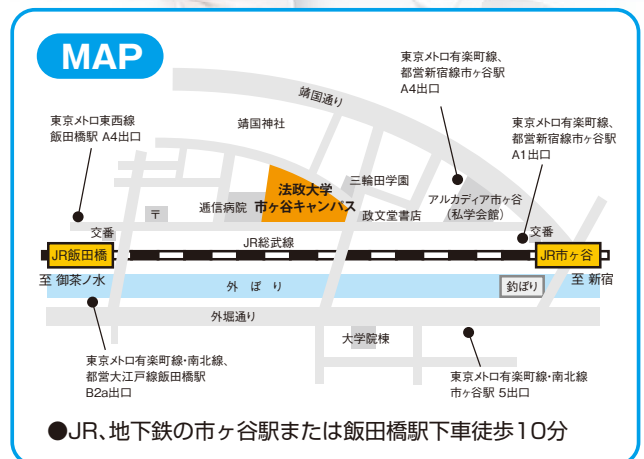 MAP
東京メトロ有楽町線、
都営新宿線市ヶ谷駅
A4出口
靖国通り
東京メトロ東西線
飯田橋駅 A4出口
靖国神社
東京メトロ有楽町線、
都営新宿線市ヶ谷駅
A1出口
法政大学
市ヶ谷キャンパス
三輪田学園
逓信病院
〒
アルカディア市ヶ谷
(私学会館)
政文堂書店
交番
交番
JR総武線
JR飯田橋
JR市ヶ谷
至 御茶ノ水
外ぼり
釣ぼり
至 新宿
外堀通り
大学院棟
東京メトロ有楽町線・南北線、
都営大江戸線飯田橋駅
B2a出口
東京メトロ有楽町線・南北線
市ヶ谷駅 5出口
●JR、地下鉄の市ヶ谷駅または飯田橋駅下車徒歩10分